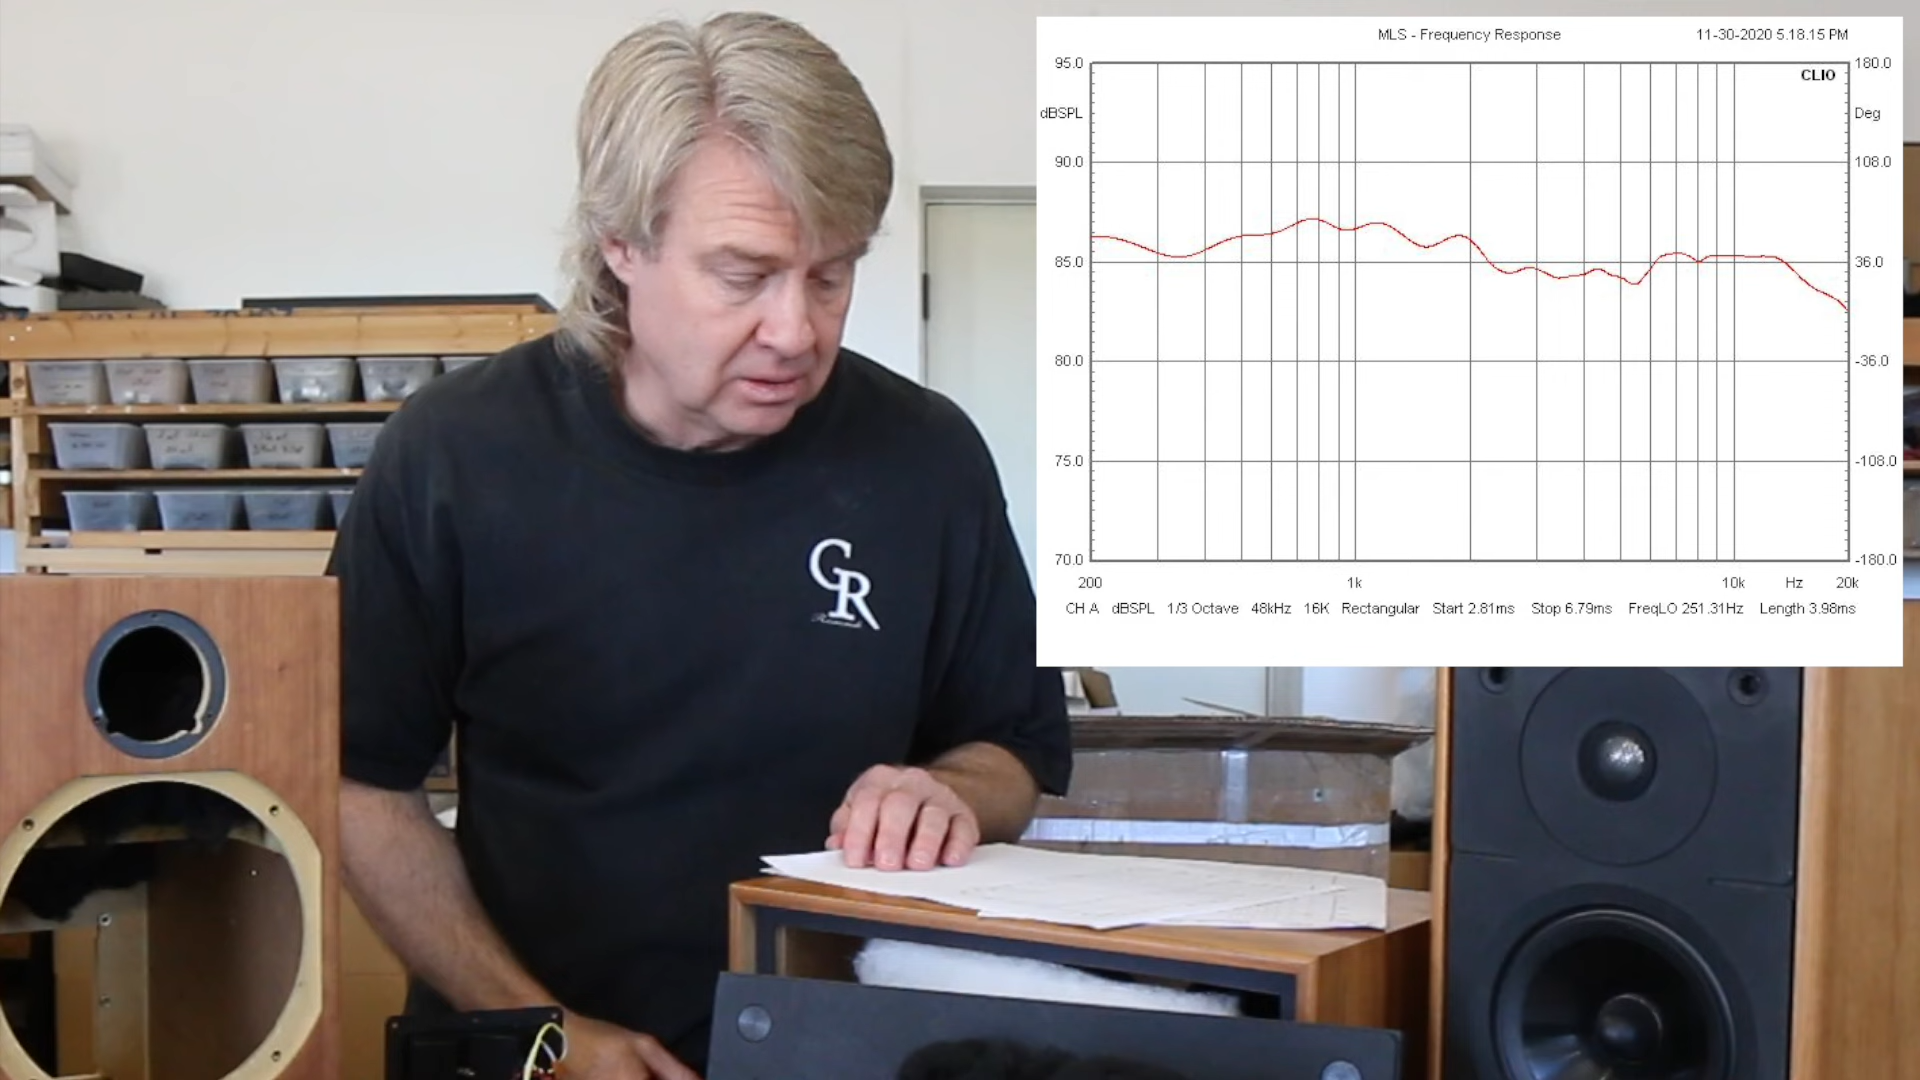 MLS - Frequency Response 11-30-2020 5.18.15 PM
95.0 180.0
CLIO
dBSPL Deg
90.0 108.0
85.0 36.0
80.0 -36.0
75.0 -108.0
70.0 -180.0
200 1k 10k Hz 20k
CH A dBSPL 1/3 Octave 48kHz 16K Rectangular Start 2.81ms Stop 6.79ms FreqLO 251.31Hz Length 3.98ms
GR